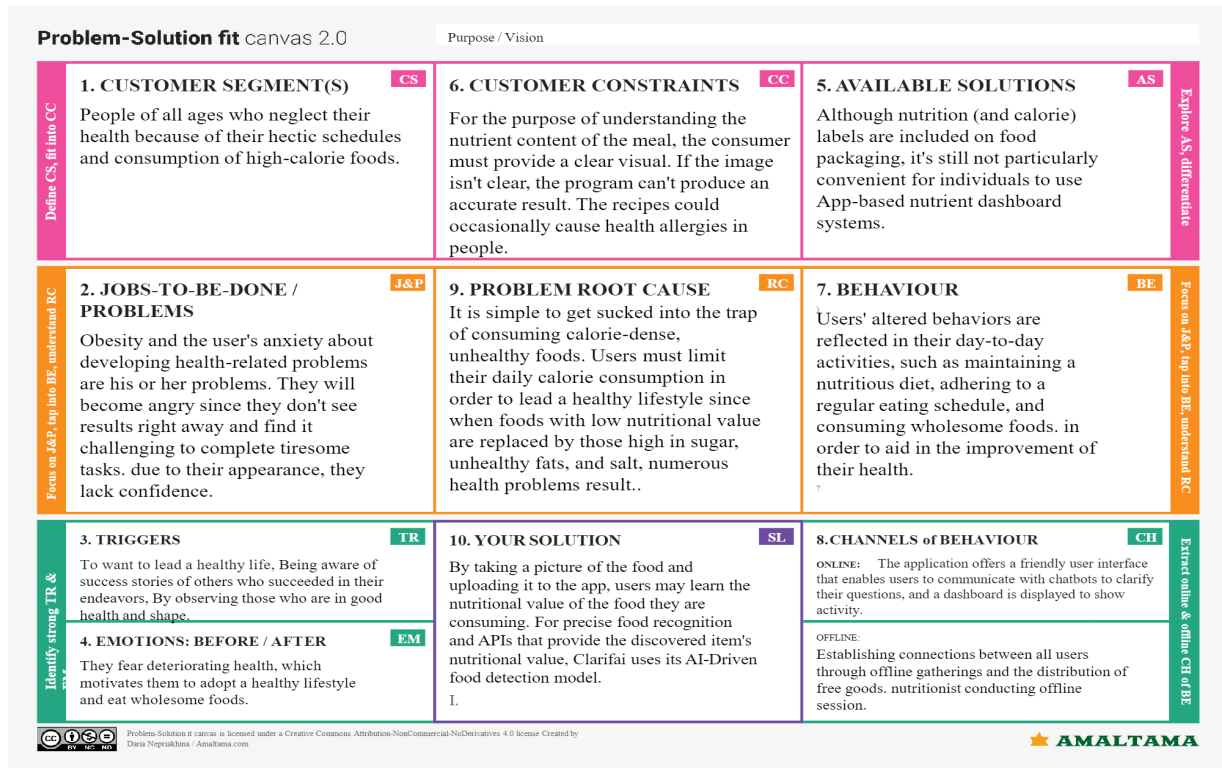 Problem-Solution fit canvas 2.0
Purpose / Vision
Define CS, fit into CC
1. CUSTOMER SEGMENT(S)
CS
People of all ages who neglect their
health because of their hectic schedules
and consumption of high-calorie foods.
6. CUSTOMER CONSTRAINTS
CC
For the purpose of understanding the
nutrient content of the meal, the consumer
must provide a clear visual. If the image
isn't clear, the program can't produce an
accurate result. The recipes could
occasionally cause health allergies in
people.
5. AVAILABLE SOLUTIONS
AS
Although nutrition (and calorie)
labels are included on food
packaging, it's still not particularly
convenient for individuals to use
App-based nutrient dashboard
systems.
Explore AS, differentiate
Focus on J&P, tap into BE, understand RC
2. JOBS-TO-BE-DONE /
PROBLEMS
J&P
Obesity and the user's anxiety about
developing health-related problems
are his or her problems. They will
become angry since they don't see
results right away and find it
challenging to complete tiresome
tasks. due to their appearance, they
lack confidence.
9. PROBLEM ROOT CAUSE
RC
It is simple to get sucked into the trap
of consuming calorie-dense,
unhealthy foods. Users must limit
their daily calorie consumption in
order to lead a healthy lifestyle since
when foods with low nutritional value
are replaced by those high in sugar,
unhealthy fats, and salt, numerous
health problems result..
7. BEHAVIOUR
BE
Users' altered behaviors are
reflected in their day-to-day
activities, such as maintaining a
nutritious diet, adhering to a
regular eating schedule, and
consuming wholesome foods. in
order to aid in the improvement of
their health.
?
Focus on J&P, tap into BE, understand RC
Identify strong TR &
3. TRIGGERS
TR
To want to lead a healthy life, Being aware of
success stories of others who succeeded in their
endeavors, By observing those who are in good
health and shape.
4. EMOTIONS: BEFORE / AFTER
EM
They fear deteriorating health, which
motivates them to adopt a healthy lifestyle
and eat wholesome foods.
10. YOUR SOLUTION
SL
By taking a picture of the food and
uploading it to the app, users may learn the
nutritional value of the food they are
consuming. For precise food recognition
and APIs that provide the discovered item's
nutritional value, Clarifai uses its AI-Driven
food detection model.
I.
8.CHANNELS of BEHAVIOUR
CH
ONLINE: The application offers a friendly user interface
that enables users to communicate with chatbots to clarify
their questions, and a dashboard is displayed to show
activity.
OFFLINE:
Establishing connections between all users
through offline gatherings and the distribution of
free goods. nutritionist conducting offline
session.
Extract online & offline CH of BE
CC BY NC ND
Problem-Solution fit canvas is licensed under a Creative Commons Attribution-NonCommercial-NoDerivatives 4.0 license Created by
Daria Nepriakhina / Amaltama.com
AMALTAMA